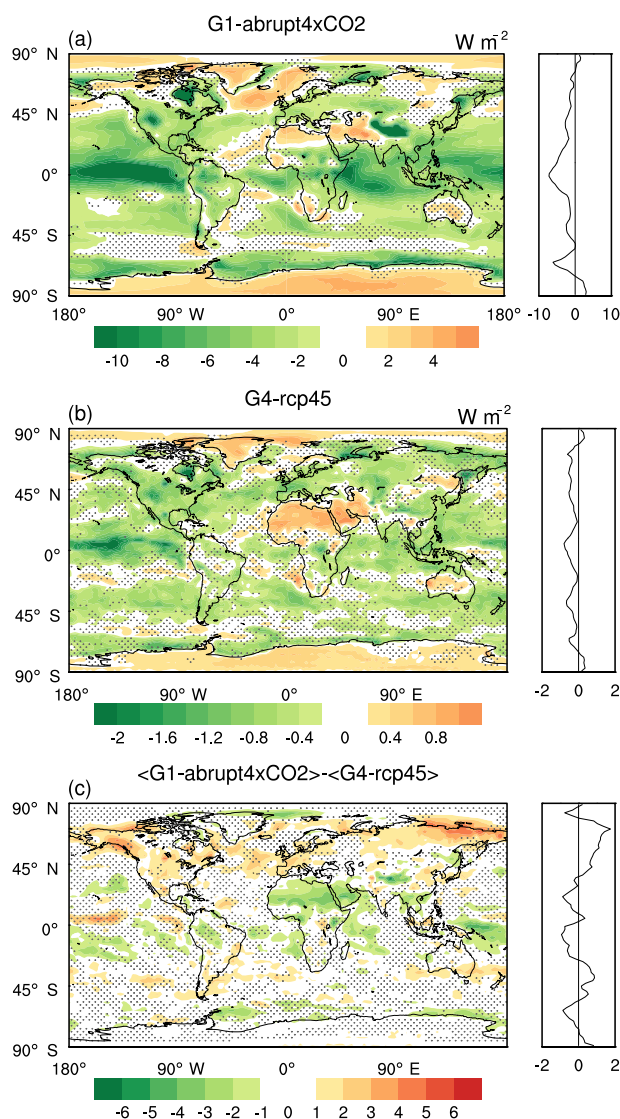 (a) G1-abrupt4xCO2 W m-2
90° N
45° N
0°
45° S
90° S
180° 90° W 0° 90° E 180° -10 0 10
-10 -8 -6 -4 -2 0 2 4
(b) G4-rcp45 W m-2
90° N
45° N
0°
45° S
90° S
180° 90° W 0° 90° E -2 0 2
-2 -1.6 -1.2 -0.8 -0.4 0 0.4 0.8
<G1-abrupt4xCO2>-<G4-rcp45>
(c)
90° N
45° N
0°
45° S
90° S
180° 90° W 0° 90° E -2 0 2
-6 -5 -4 -3 -2 -1 0 1 2 3 4 5 6